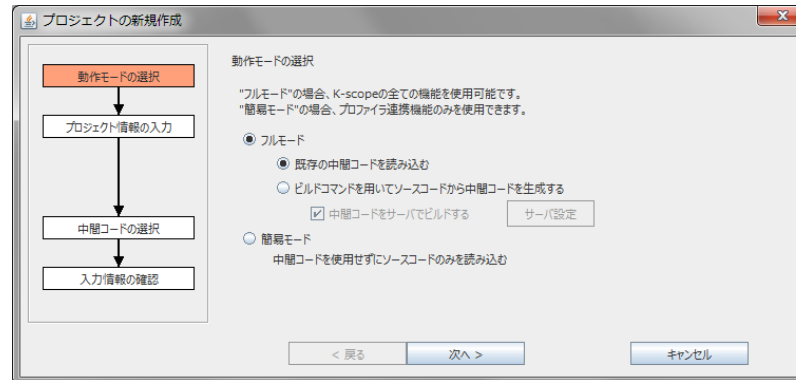 プロジェクトの新規作成
動作モードの選択
プロジェクト情報の入力
中間コードの選択
入力情報の確認
動作モードの選択
"フルモード"の場合、K-scopeの全ての機能を使用可能です。
"簡易モード"の場合、プロファイラ連携機能のみを使用できます。
フルモード
既存の中間コードを読み込む
ビルドコマンドを用いてソースコードから中間コードを生成する
中間コードをサーバでビルドする
サーバ設定
簡易モード
中間コードを使用せずにソースコードのみを読み込む
< 戻る
次へ >
キャンセル